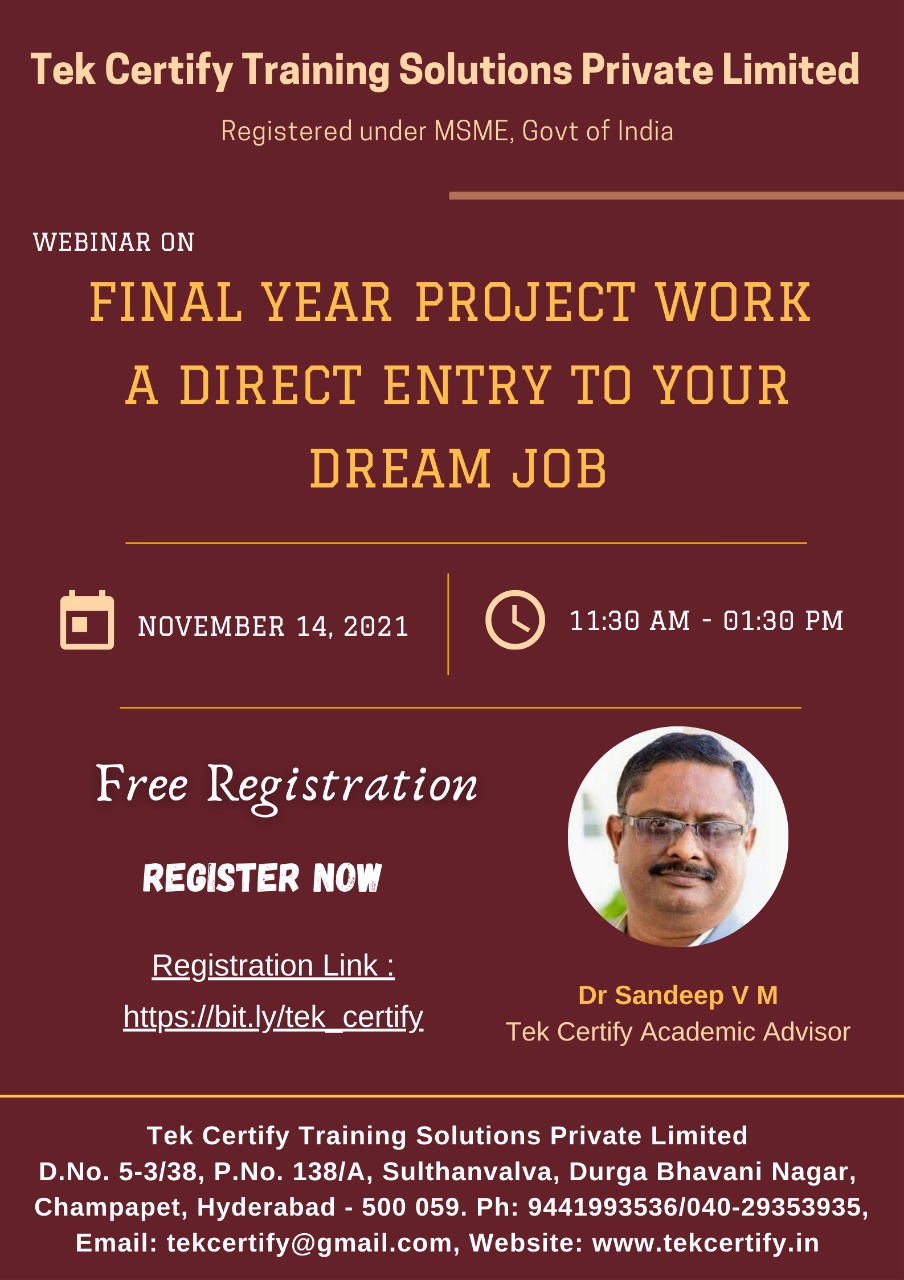 Tek Certify Training Solutions Private Limited
Registered under MSME, Govt of India
WEBINAR ON
FINAL YEAR PROJECT WORK
A DIRECT ENTRY TO YOUR
DREAM JOB
NOVEMBER 14, 2021
11:30 AM - 01:30 PM
Free Registration
REGISTER NOW
Registration Link :
https://bit.ly/tek_certify
Dr Sandeep V M
Tek Certify Academic Advisor
Tek Certify Training Solutions Private Limited
D.No. 5-3/38, P.No. 138/A, Sulthanvalva, Durga Bhavani Nagar,
Champapet, Hyderabad - 500 059. Ph: 9441993536/040-29353935,
Email: tekcertify@gmail.com, Website: www.tekcertify.in